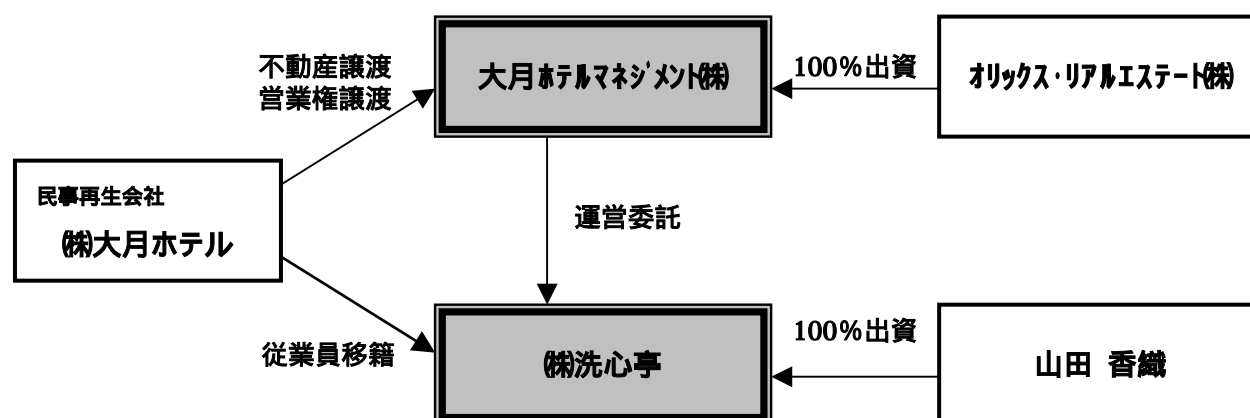 不動産譲渡
営業権譲渡
大月ホテルマネジメント㈱
100%出資
オリックス・リアルエステート㈱
民事再生会社
㈱大月ホテル
運営委託
従業員移籍
㈱洗心亭
100%出資
山田 香織